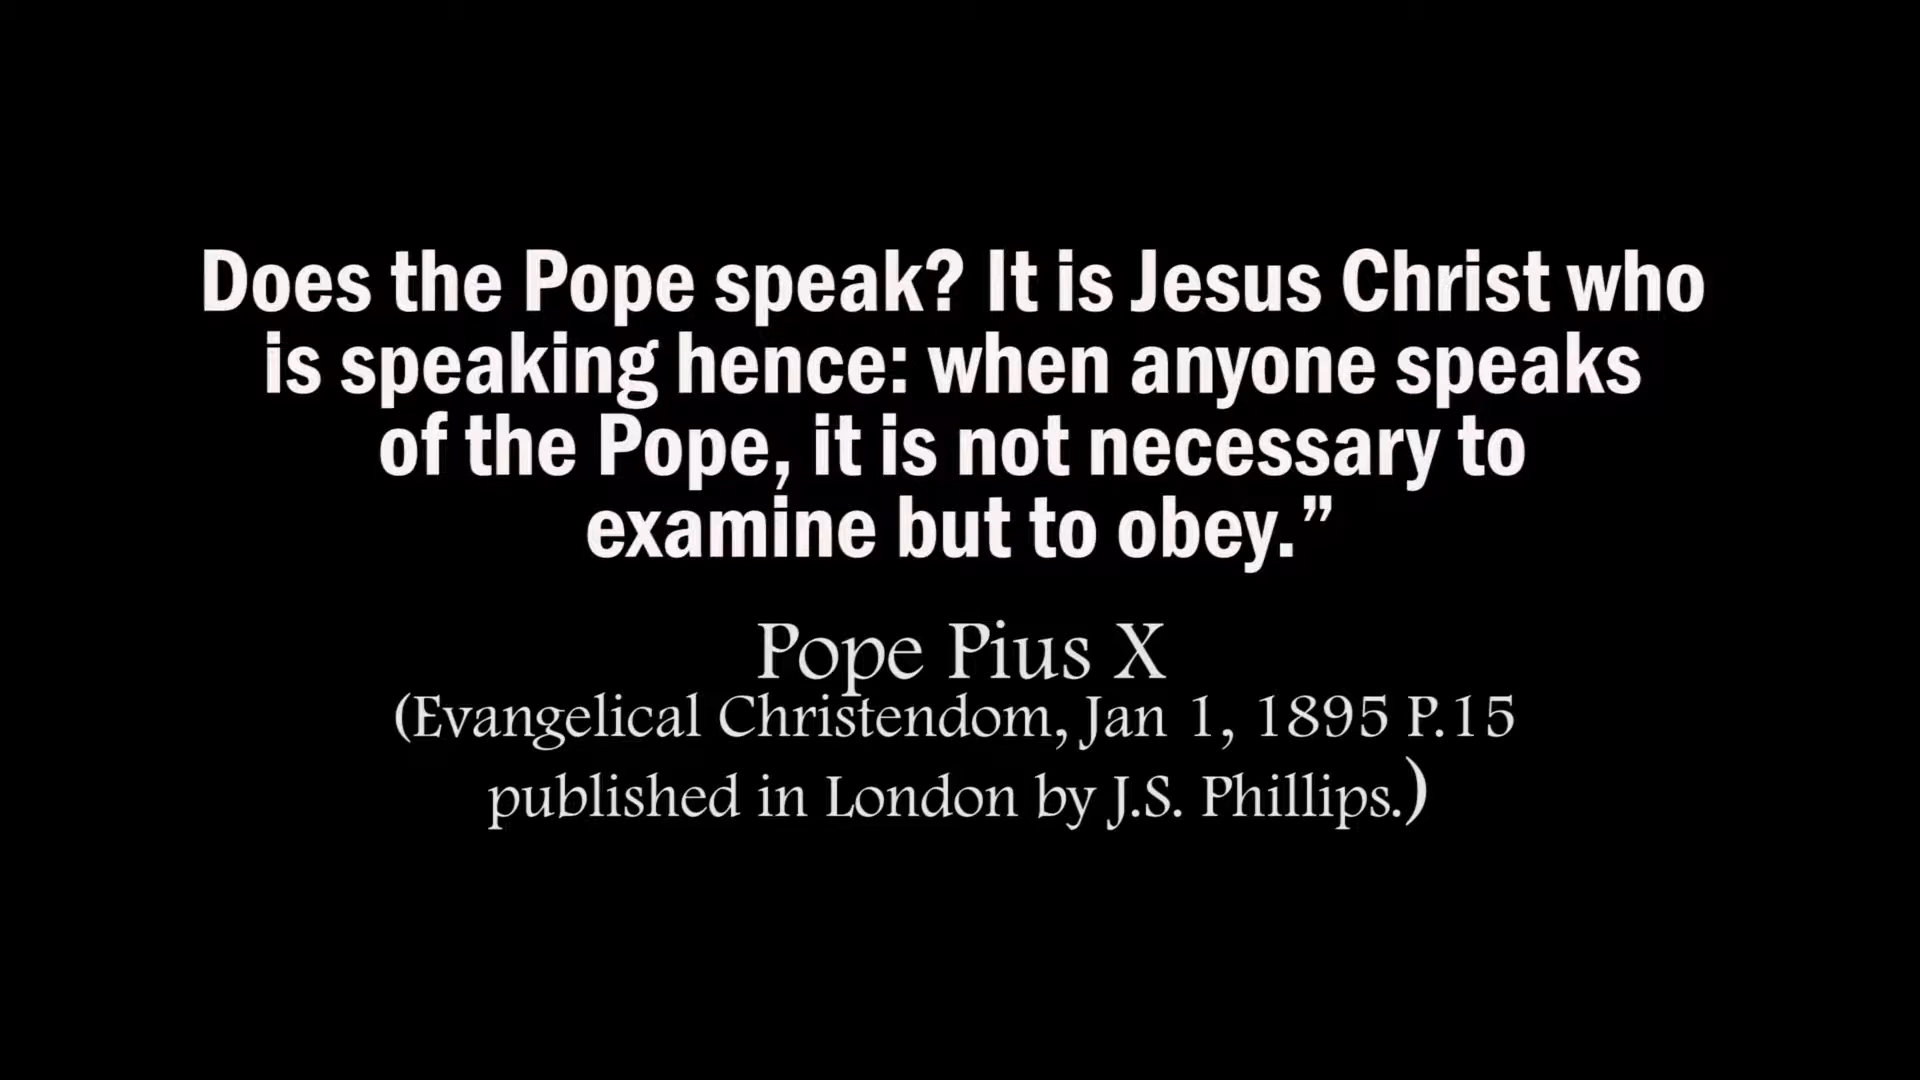 Does the Pope speak? It is Jesus Christ who
is speaking hence: when anyone speaks
of the Pope, it is not necessary to
examine but to obey.”
Pope Pius X
(Evangelical Christendom, Jan 1, 1895 P.15
published in London by J.S. Phillips.)